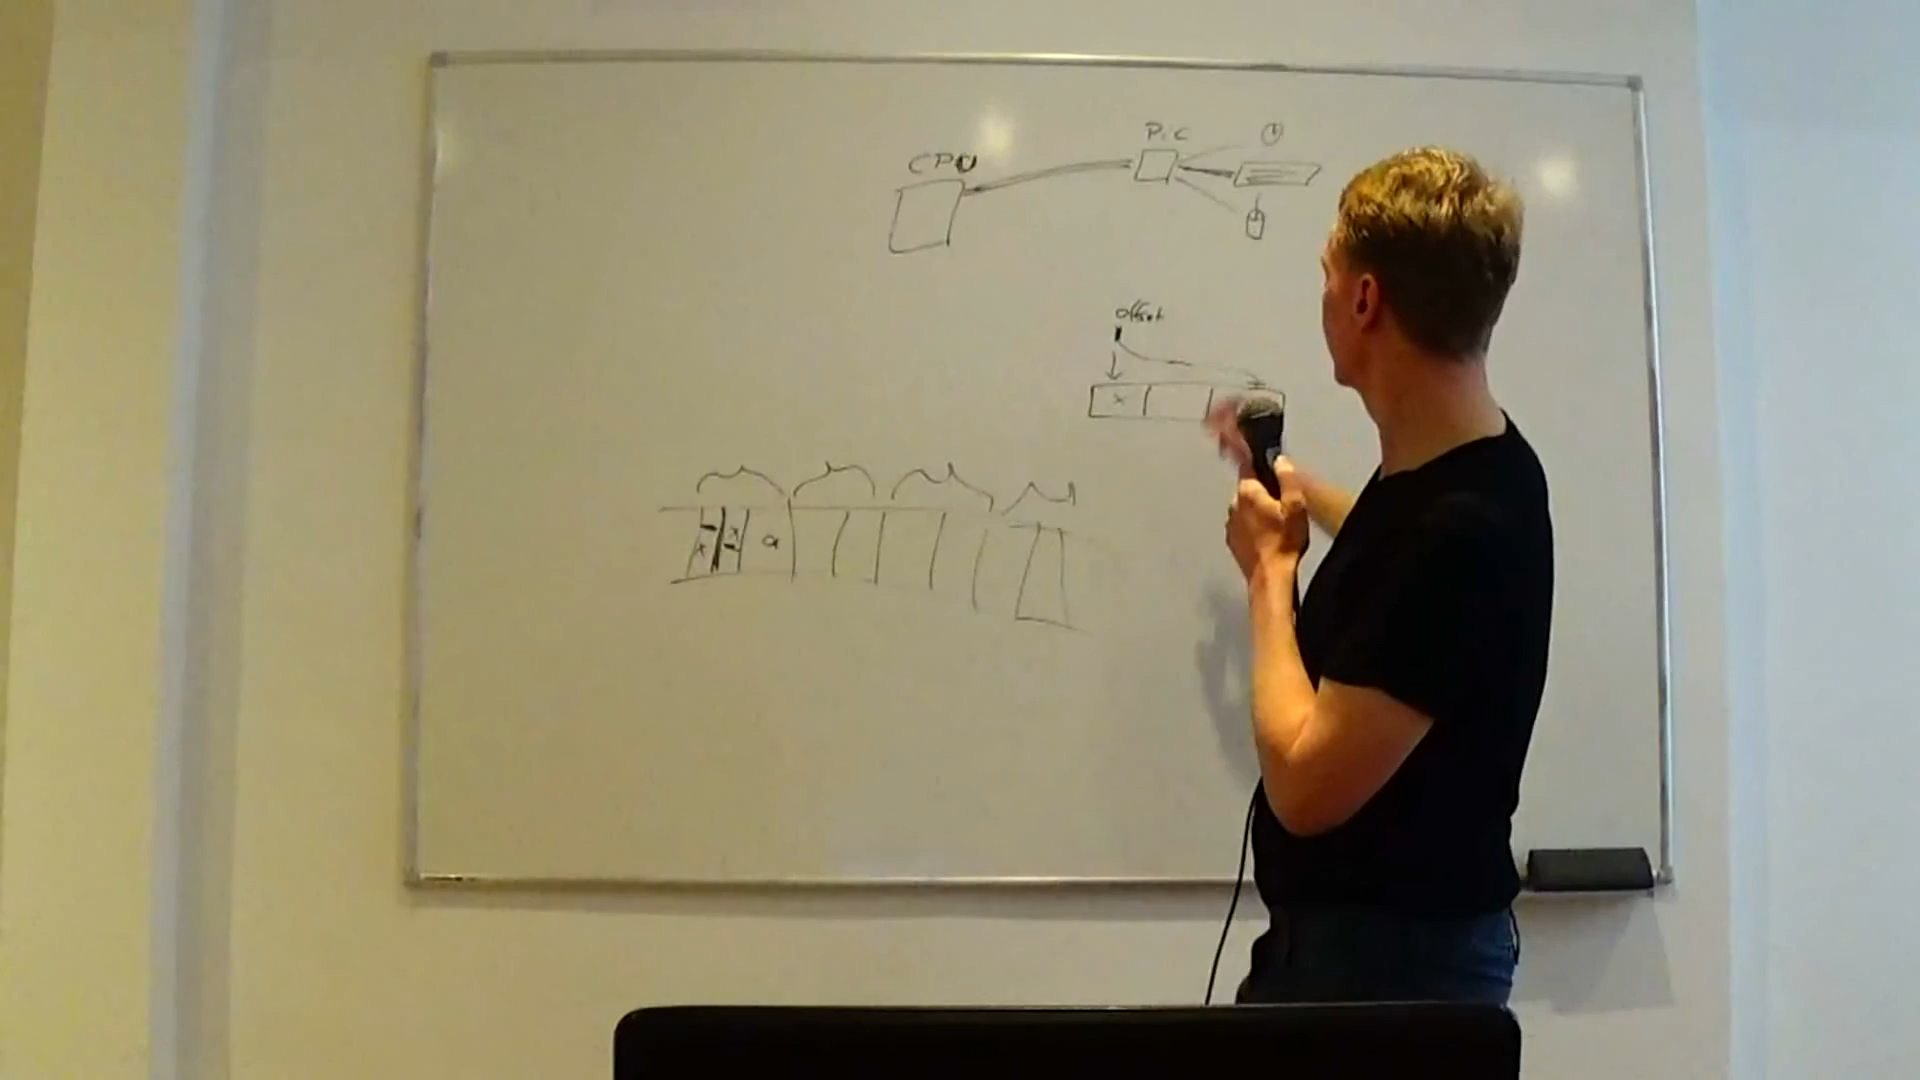 PIC
CPU
offset
x
x x a